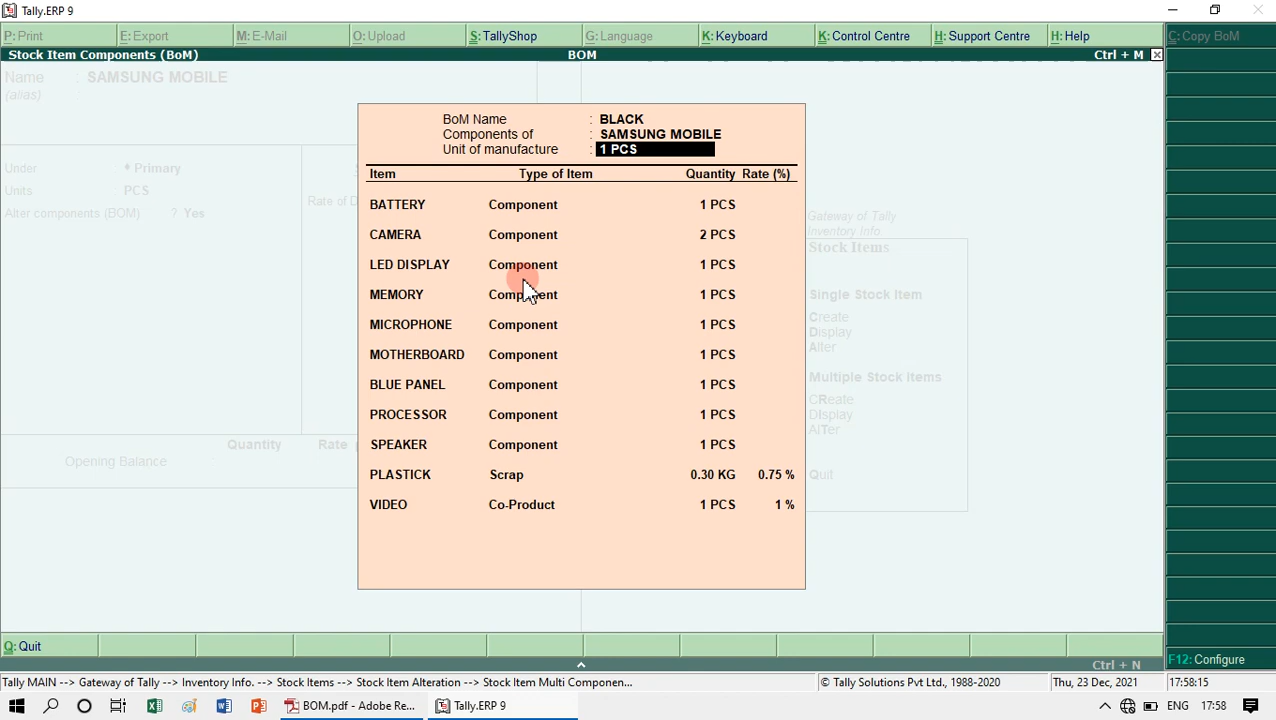 Tally.ERP 9
P: Print E: Export M: E-Mail O: Upload S: TallyShop G: Language K: Keyboard K: Control Centre H: Support Centre H: Help C: Copy BoM
Stock Item Components (BoM) BOM Ctrl + M
Name : SAMSUNG MOBILE
(alias)
BoM Name : BLACK
Components of : SAMSUNG MOBILE
Unit of manufacture : 1 PCS
Under : ♦ Primary
Units : PCS
Alter components (BOM) ? Yes
Rate of D
Item Type of Item Quantity Rate (%)
BATTERY Component 1 PCS
CAMERA Component 2 PCS
LED DISPLAY Component 1 PCS
MEMORY Component 1 PCS
MICROPHONE Component 1 PCS
MOTHERBOARD Component 1 PCS
BLUE PANEL Component 1 PCS
PROCESSOR Component 1 PCS
SPEAKER Component 1 PCS
PLASTICK Scrap 0.30 KG 0.75 %
VIDEO Co-Product 1 PCS 1 %
Gateway of Tally
Inventory Info.
Stock Items
Single Stock Item
Create
Display
Alter
Multiple Stock Items
CReate
DIsplay
AlTer
Quit
Quantity Rate
Opening Balance
Q: Quit
F12: Configure
Ctrl + N
Tally MAIN --> Gateway of Tally --> Inventory Info. --> Stock Items --> Stock Item Alteration --> Stock Item Multi Componen... © Tally Solutions Pvt Ltd., 1988-2020 Thu, 23 Dec, 2021 17:58:15
BOM.pdf - Adobe Re... Tally.ERP 9 ENG 17:58